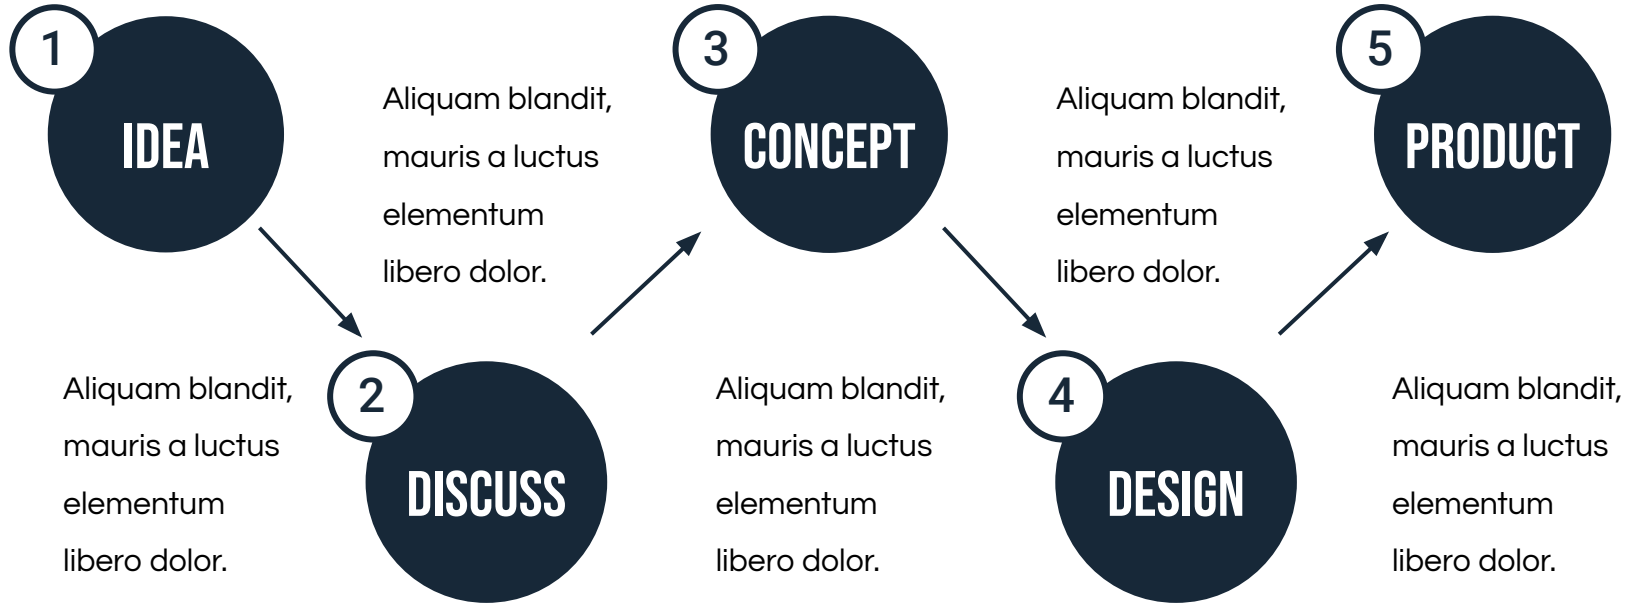 1
IDEA
Aliquam blandit,
mauris a luctus
elementum
libero dolor.
2
DISCUSS
Aliquam blandit,
mauris a luctus
elementum
libero dolor.
3
CONCEPT
Aliquam blandit,
mauris a luctus
elementum
libero dolor.
4
DESIGN
Aliquam blandit,
mauris a luctus
elementum
libero dolor.
5
PRODUCT
Aliquam blandit,
mauris a luctus
elementum
libero dolor.